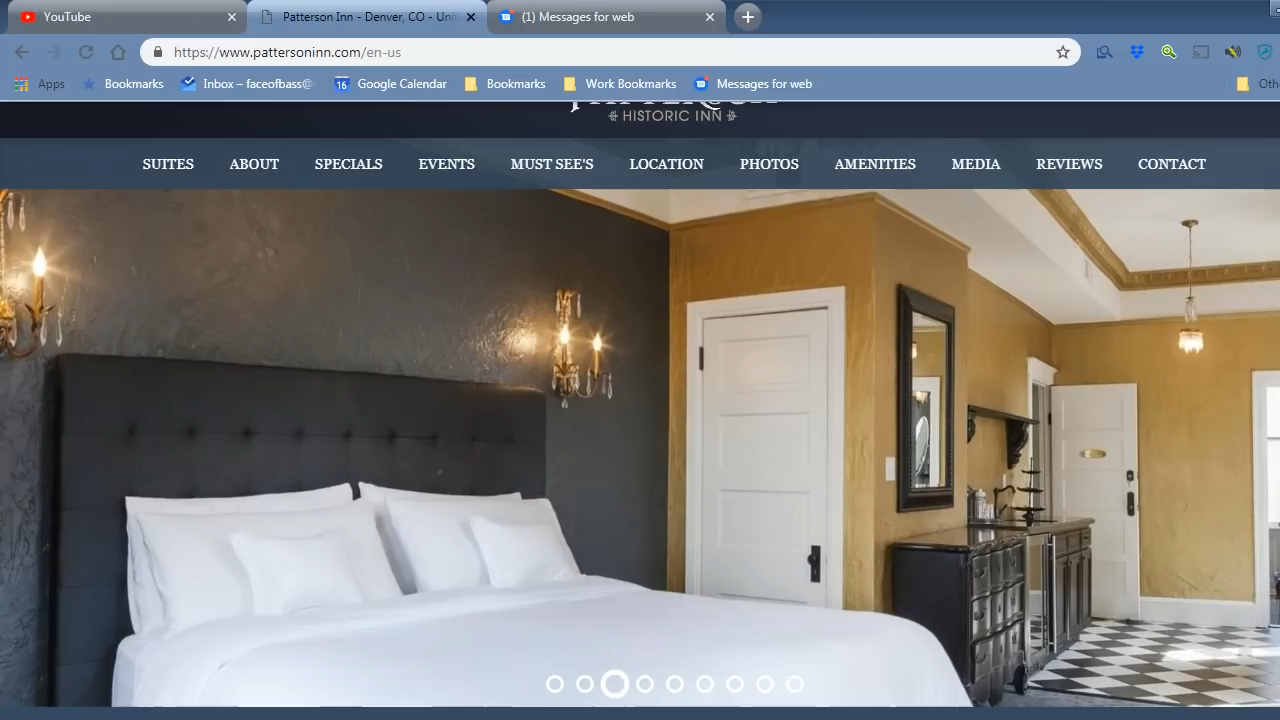 YouTube
Patterson Inn - Denver, CO - Unit
(1) Messages for web
https://www.pattersoninn.com/en-us
Apps Bookmarks Inbox – faceofbass@ 16 Google Calendar Bookmarks Work Bookmarks Messages for web Oth
HISTORIC INN
SUITES ABOUT SPECIALS EVENTS MUST SEE'S LOCATION PHOTOS AMENITIES MEDIA REVIEWS CONTACT